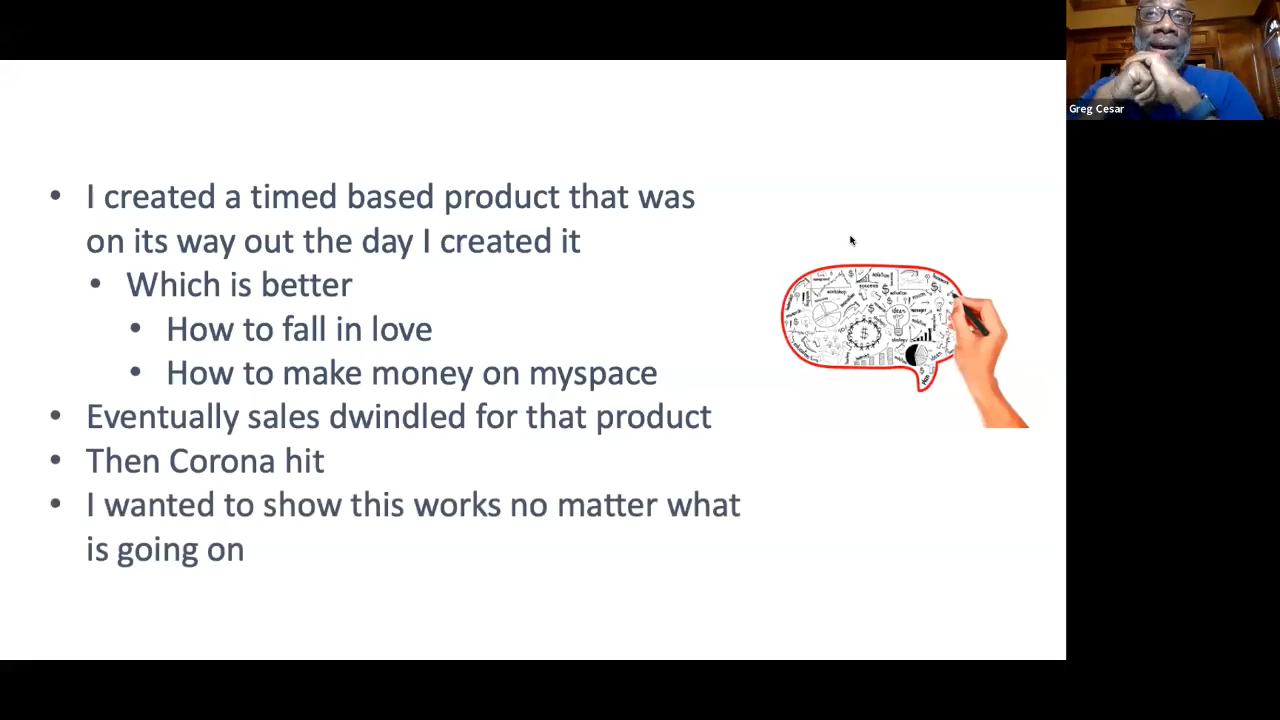 Greg Cesar
• I created a timed based product that was
on its way out the day I created it
• Which is better
• How to fall in love
• How to make money on myspace
• Eventually sales dwindled for that product
• Then Corona hit
• I wanted to show this works no matter what
is going on